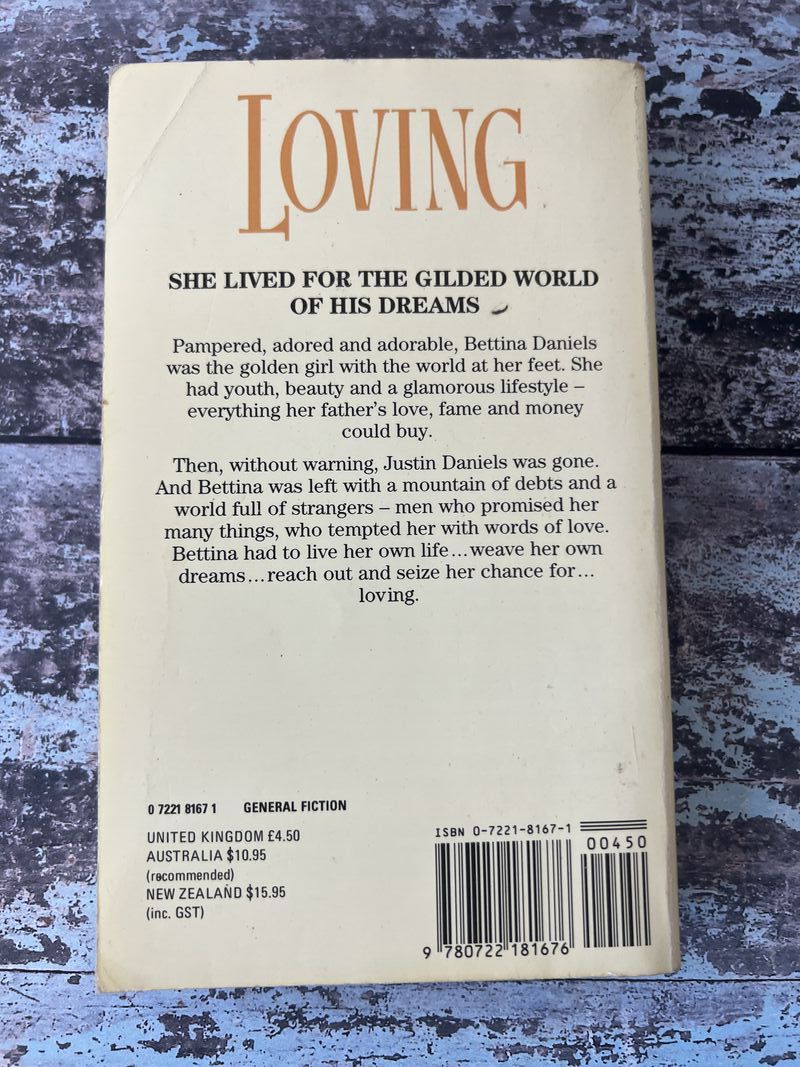 LOVING
SHE LIVED FOR THE GILDED WORLD
OF HIS DREAMS
Pampered, adored and adorable, Bettina Daniels
was the golden girl with the world at her feet. She
had youth, beauty and a glamorous lifestyle –
everything her father's love, fame and money
could buy.
Then, without warning, Justin Daniels was gone.
And Bettina was left with a mountain of debts and a
world full of strangers – men who promised her
many things, who tempted her with words of love.
Bettina had to live her own life...weave her own
dreams...reach out and seize her chance for...
loving.
0 7221 8167 1 GENERAL FICTION
UNITED KINGDOM £4.50
AUSTRALIA $10.95
(recommended)
NEW ZEALAND $15.95
(inc. GST)
ISBN 0-7221-8167-1
00450
9 780722 181676